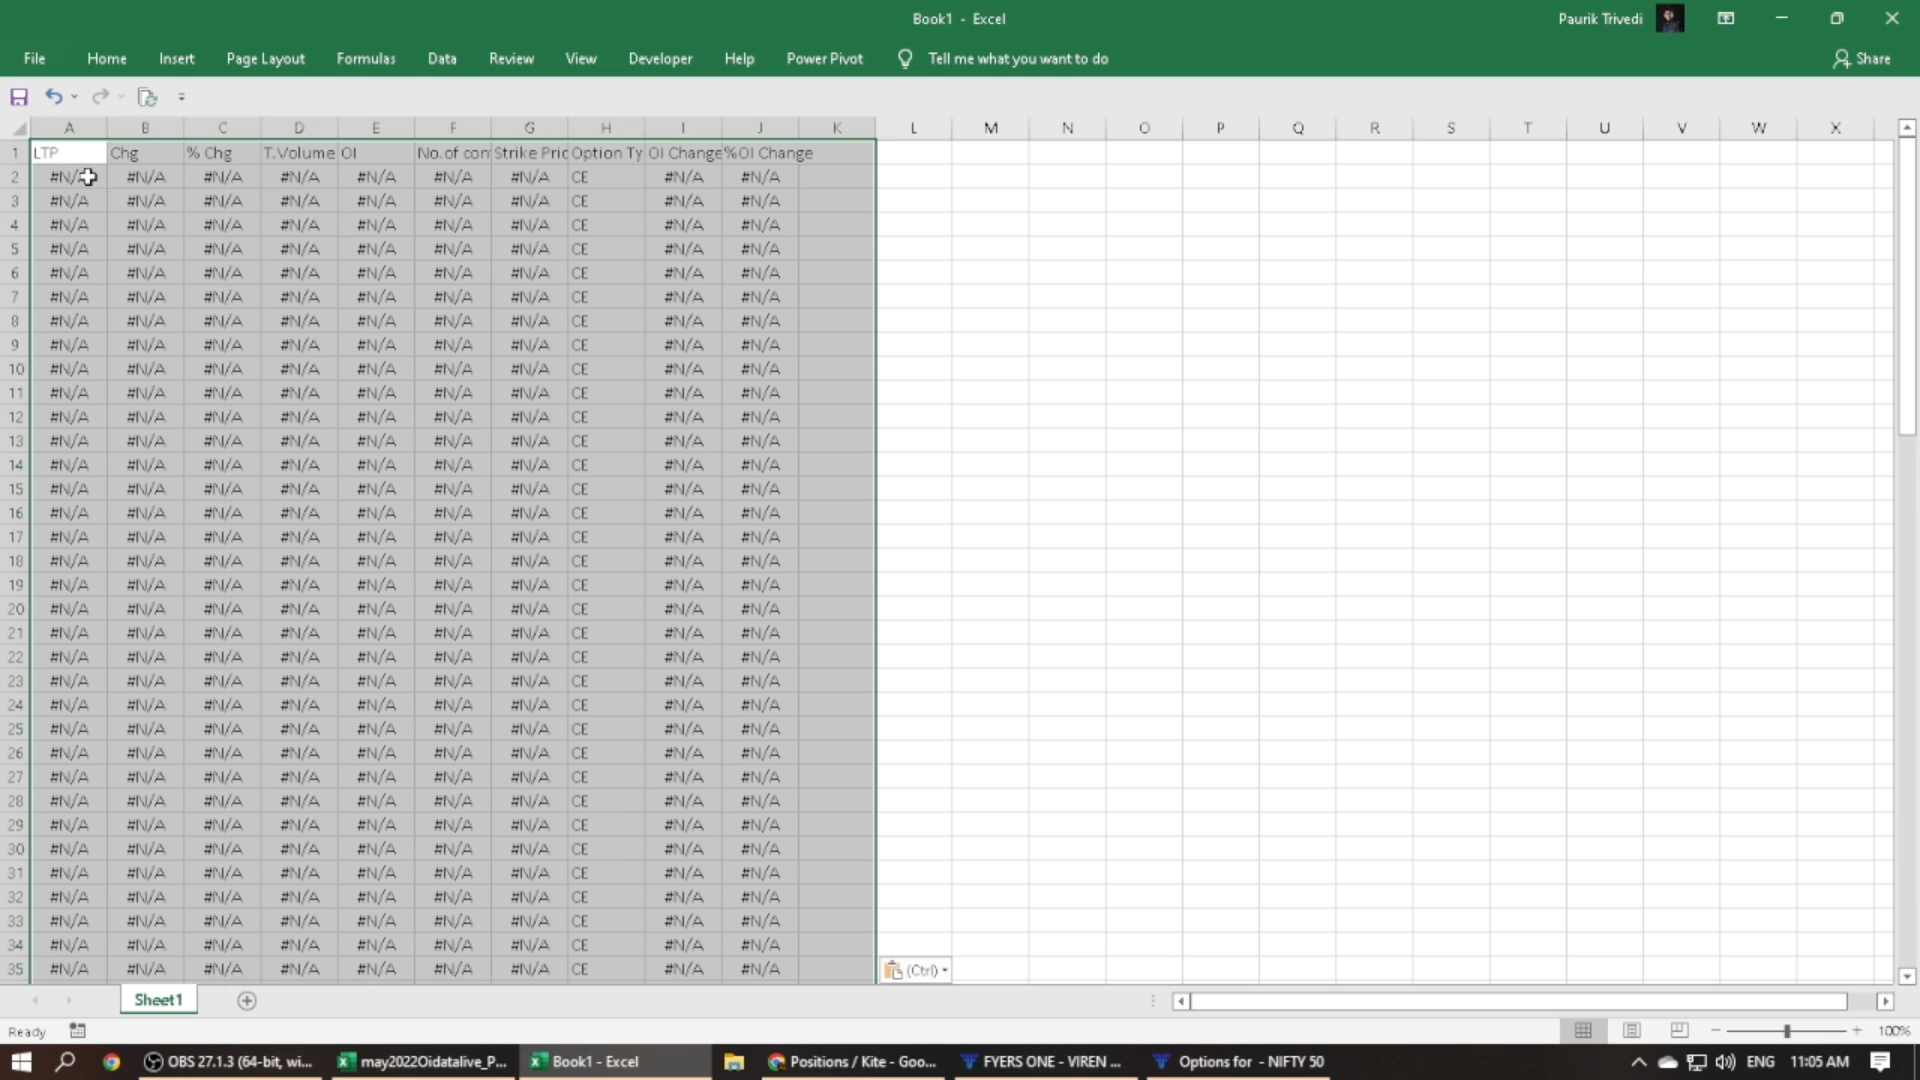 Book1 - Excel
Paurik Trivedi
File Home Insert Page Layout Formulas Data Review View Developer Help Power Pivot Tell me what you want to do Share
A B C D E F G H I J K L M N O P Q R S T U V W X
1 LTP Chg % Chg T.Volume OI No.of con Strike Pric Option Ty OI Change %OI Change
2 #N/A #N/A #N/A #N/A #N/A #N/A #N/A CE #N/A #N/A
3 #N/A #N/A #N/A #N/A #N/A #N/A #N/A CE #N/A #N/A
4 #N/A #N/A #N/A #N/A #N/A #N/A #N/A CE #N/A #N/A
5 #N/A #N/A #N/A #N/A #N/A #N/A #N/A CE #N/A #N/A
6 #N/A #N/A #N/A #N/A #N/A #N/A #N/A CE #N/A #N/A
7 #N/A #N/A #N/A #N/A #N/A #N/A #N/A CE #N/A #N/A
8 #N/A #N/A #N/A #N/A #N/A #N/A #N/A CE #N/A #N/A
9 #N/A #N/A #N/A #N/A #N/A #N/A #N/A CE #N/A #N/A
10 #N/A #N/A #N/A #N/A #N/A #N/A #N/A CE #N/A #N/A
11 #N/A #N/A #N/A #N/A #N/A #N/A #N/A CE #N/A #N/A
12 #N/A #N/A #N/A #N/A #N/A #N/A #N/A CE #N/A #N/A
13 #N/A #N/A #N/A #N/A #N/A #N/A #N/A CE #N/A #N/A
14 #N/A #N/A #N/A #N/A #N/A #N/A #N/A CE #N/A #N/A
15 #N/A #N/A #N/A #N/A #N/A #N/A #N/A CE #N/A #N/A
16 #N/A #N/A #N/A #N/A #N/A #N/A #N/A CE #N/A #N/A
17 #N/A #N/A #N/A #N/A #N/A #N/A #N/A CE #N/A #N/A
18 #N/A #N/A #N/A #N/A #N/A #N/A #N/A CE #N/A #N/A
19 #N/A #N/A #N/A #N/A #N/A #N/A #N/A CE #N/A #N/A
20 #N/A #N/A #N/A #N/A #N/A #N/A #N/A CE #N/A #N/A
21 #N/A #N/A #N/A #N/A #N/A #N/A #N/A CE #N/A #N/A
22 #N/A #N/A #N/A #N/A #N/A #N/A #N/A CE #N/A #N/A
23 #N/A #N/A #N/A #N/A #N/A #N/A #N/A CE #N/A #N/A
24 #N/A #N/A #N/A #N/A #N/A #N/A #N/A CE #N/A #N/A
25 #N/A #N/A #N/A #N/A #N/A #N/A #N/A CE #N/A #N/A
26 #N/A #N/A #N/A #N/A #N/A #N/A #N/A CE #N/A #N/A
27 #N/A #N/A #N/A #N/A #N/A #N/A #N/A CE #N/A #N/A
28 #N/A #N/A #N/A #N/A #N/A #N/A #N/A CE #N/A #N/A
29 #N/A #N/A #N/A #N/A #N/A #N/A #N/A CE #N/A #N/A
30 #N/A #N/A #N/A #N/A #N/A #N/A #N/A CE #N/A #N/A
31 #N/A #N/A #N/A #N/A #N/A #N/A #N/A CE #N/A #N/A
32 #N/A #N/A #N/A #N/A #N/A #N/A #N/A CE #N/A #N/A
33 #N/A #N/A #N/A #N/A #N/A #N/A #N/A CE #N/A #N/A
34 #N/A #N/A #N/A #N/A #N/A #N/A #N/A CE #N/A #N/A
35 #N/A #N/A #N/A #N/A #N/A #N/A #N/A CE #N/A #N/A
(Ctrl)
Sheet1
Ready
100%
OBS 27.1.3 (64-bit, wi... may2022Oidatalive_P... Book1 - Excel Positions / Kite - Goo... FYERS ONE - VIREN ... Options for - NIFTY 50 ENG 11:05 AM